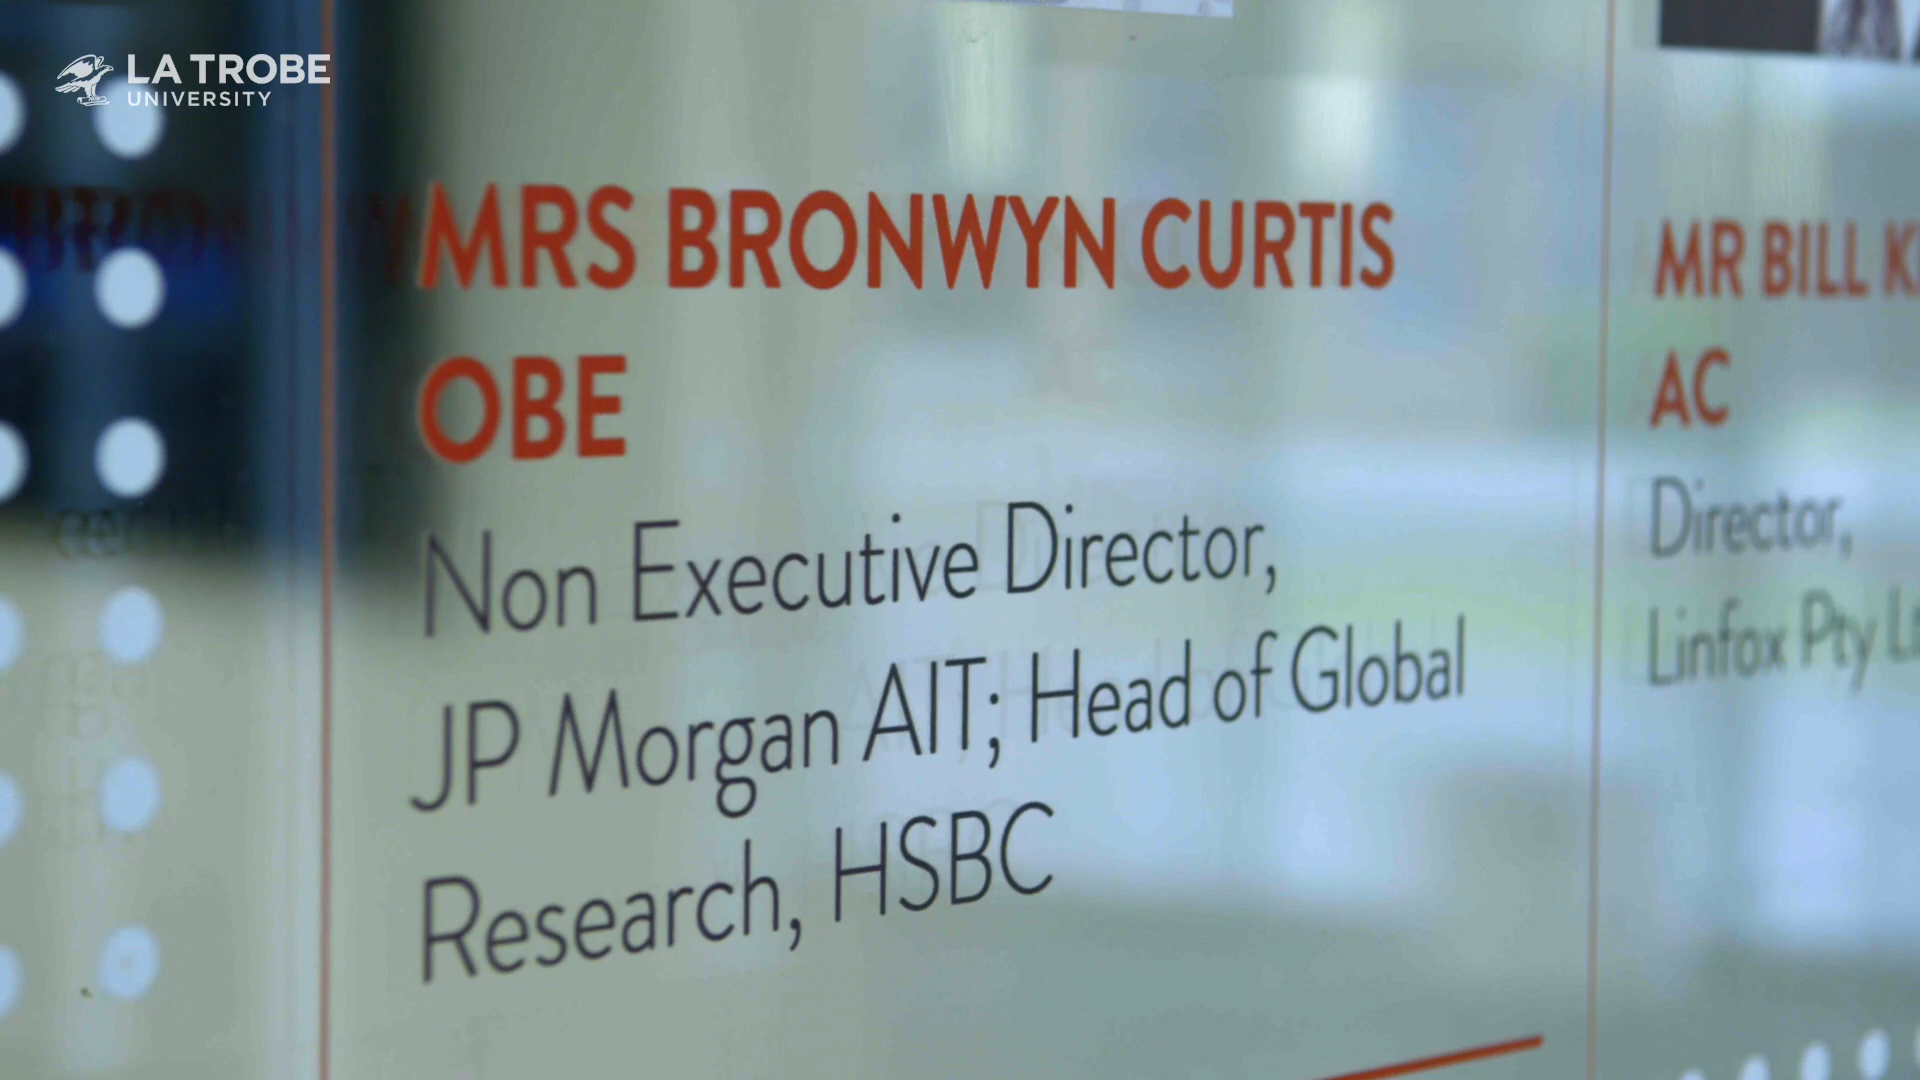 LA TROBE
UNIVERSITY
MRS BRONWYN CURTIS
OBE
Non Executive Director,
JP Morgan AIT; Head of Global
Research, HSBC
MR BILL
AC
Director,
Linfox Pty